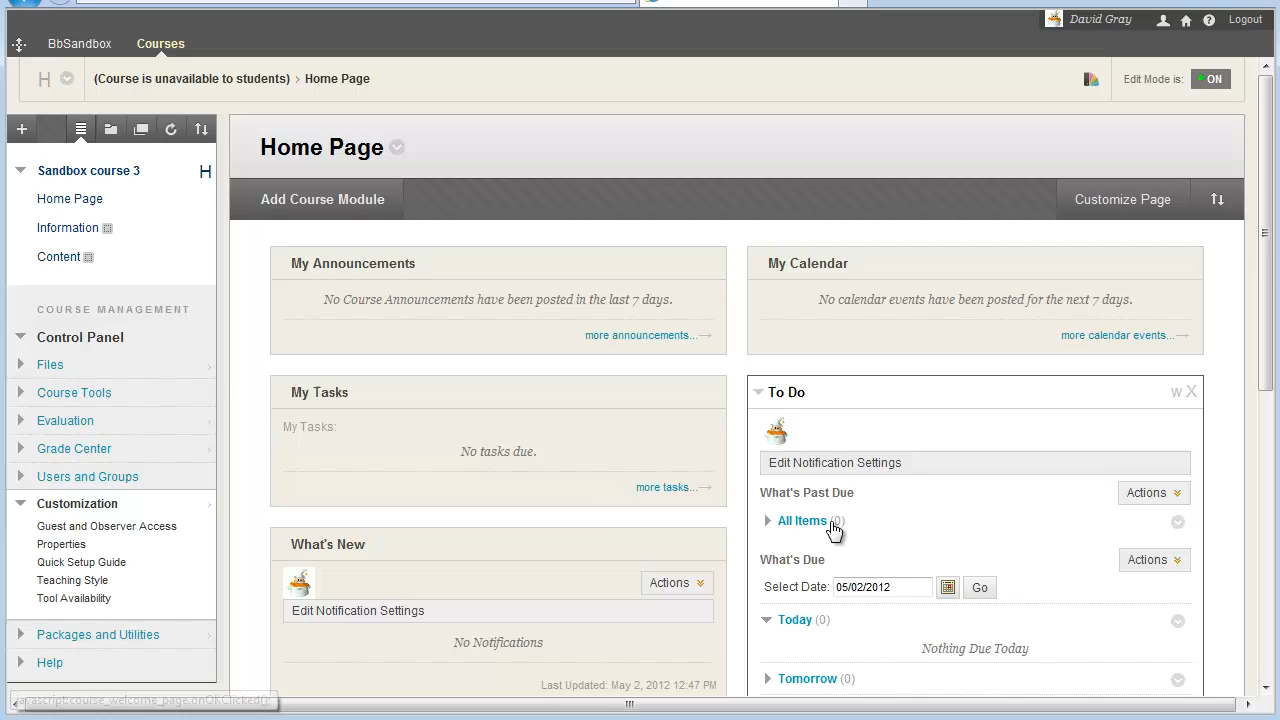 David Gray Logout
BbSandbox Courses
(Course is unavailable to students) > Home Page
Edit Mode is: ON
Sandbox course 3
Home Page
Information
Content
COURSE MANAGEMENT
Control Panel
Files
Course Tools
Evaluation
Grade Center
Users and Groups
Customization
Guest and Observer Access
Properties
Quick Setup Guide
Teaching Style
Tool Availability
Packages and Utilities
Help
javascript:course_welcome_page.onOKClicked();
Home Page
Add Course Module
Customize Page
My Announcements
No Course Announcements have been posted in the last 7 days.
more announcements...
My Tasks
My Tasks:
No tasks due.
more tasks...
What's New
Actions
Edit Notification Settings
No Notifications
Last Updated: May 2, 2012 12:47 PM
My Calendar
No calendar events have been posted for the next 7 days.
more calendar events...
To Do
W X
Edit Notification Settings
What's Past Due Actions
All Items (0)
What's Due Actions
Select Date: 05/02/2012 Go
Today (0)
Nothing Due Today
Tomorrow (0)